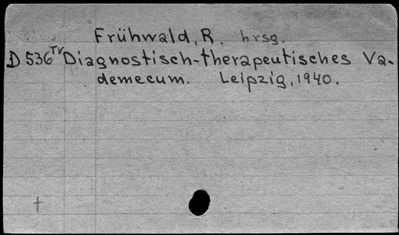 Frühwald, R. hrsg.
D 536 TV Diagnostisch-therapeutisches Va-
demecum. Leipzig, 1940.